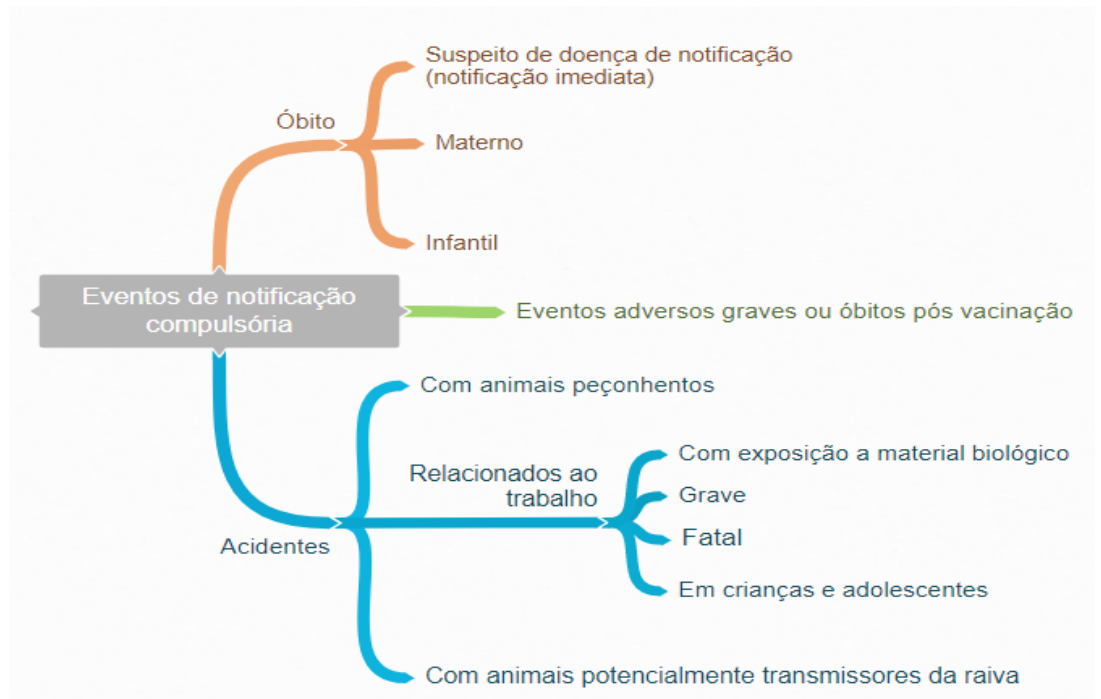 Suspeito de doença de notificação
(notificação imediata)
Óbito
Materno
Infantil
Eventos de notificação
compulsória
Eventos adversos graves ou óbitos pós vacinação
Com animais peçonhentos
Relacionados ao
trabalho
Com exposição a material biológico
Grave
Fatal
Em crianças e adolescentes
Acidentes
Com animais potencialmente transmissores da raiva